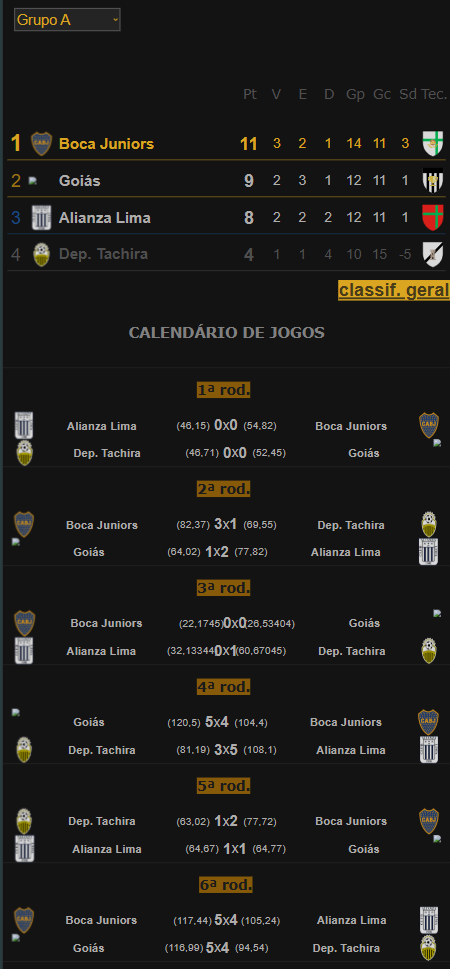 Grupo A
Pt V E D Gp Gc Sd Tec.
1 Boca Juniors 11 3 2 1 14 11 3
2 Goiás 9 2 3 1 12 11 1
3 Alianza Lima 8 2 2 2 12 11 1
4 Dep. Tachira 4 1 1 4 10 15 -5
classif. geral
CALENDÁRIO DE JOGOS
1ª rod.
Alianza Lima (46,15) 0X0 (54,82) Boca Juniors
Dep. Tachira (46,71) 0X0 (52,45) Goiás
2ª rod.
Boca Juniors (82,37) 3X1 (69,55) Dep. Tachira
Goiás (64,02) 1X2 (77,82) Alianza Lima
3ª rod.
Boca Juniors (22,1745) 0X0 (26,53404) Goiás
Alianza Lima (32,13344) 0X1 (60,67045) Dep. Tachira
4ª rod.
Goiás (120,5) 5X4 (104,4) Boca Juniors
Dep. Tachira (81,19) 3X5 (108,1) Alianza Lima
5ª rod.
Dep. Tachira (63,02) 1X2 (77,72) Boca Juniors
Alianza Lima (64,67) 1X1 (64,77) Goiás
6ª rod.
Boca Juniors (117,44) 5X4 (105,24) Alianza Lima
Goiás (116,99) 5X4 (94,54) Dep. Tachira